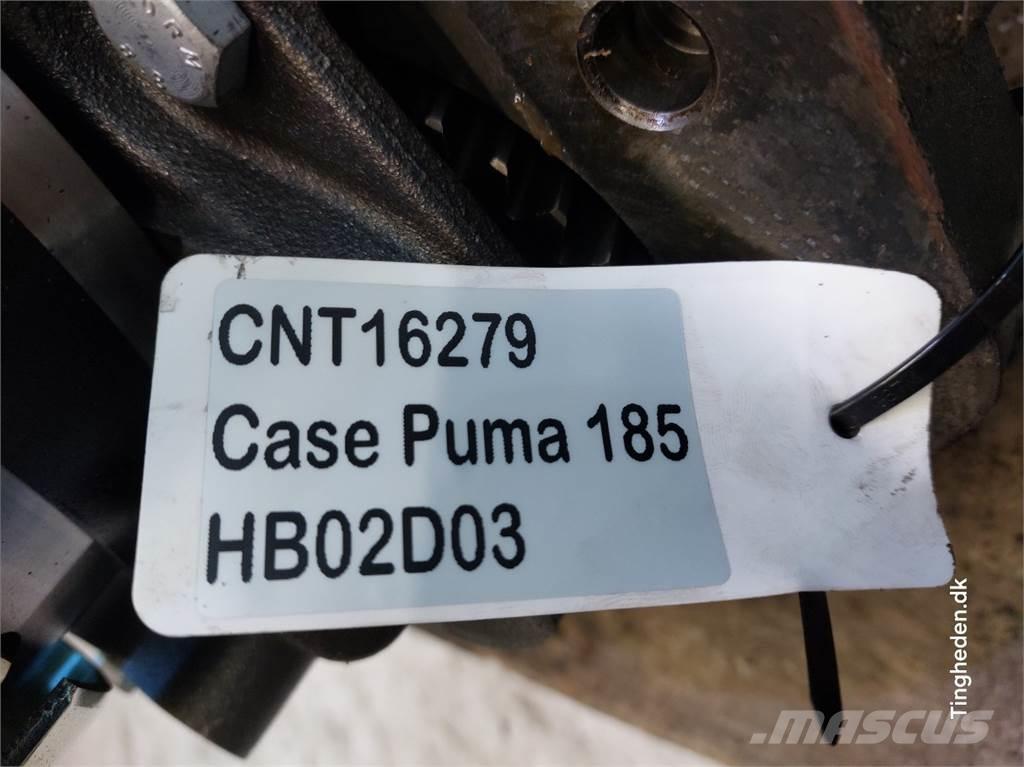 CNT16279
Case Puma 185
HB02D03
Tingheden.dk
MASCUS